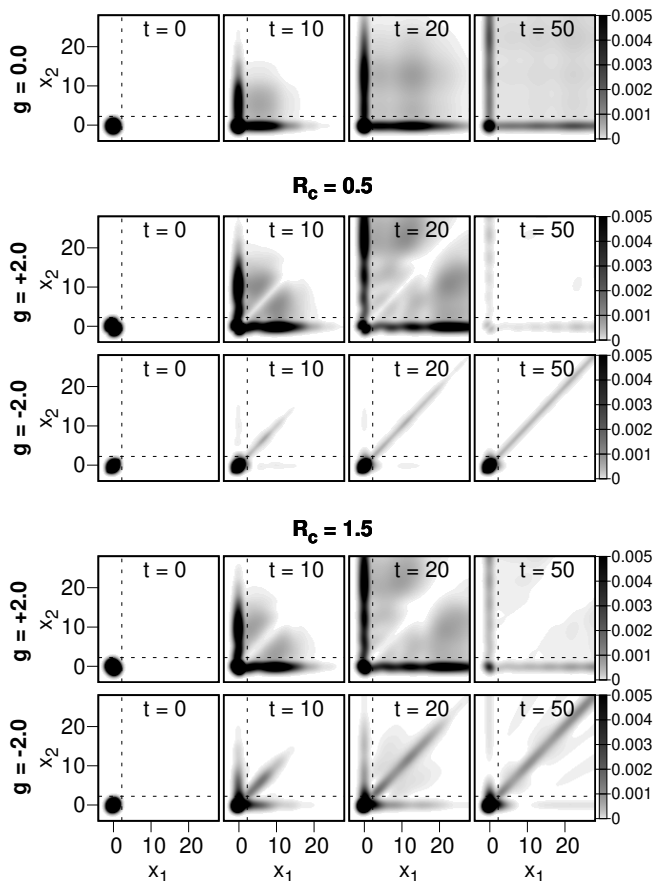 t = 0 t = 10 t = 20 t = 50
g = 0.0
x2
20
10
0
0.005
0.004
0.003
0.002
0.001
0
Rc = 0.5
t = 0 t = 10 t = 20 t = 50
g = +2.0
x2
20
10
0
0.005
0.004
0.003
0.002
0.001
0
t = 0 t = 10 t = 20 t = 50
g = -2.0
x2
20
10
0
0.005
0.004
0.003
0.002
0.001
0
Rc = 1.5
t = 0 t = 10 t = 20 t = 50
g = +2.0
x2
20
10
0
0.005
0.004
0.003
0.002
0.001
0
t = 0 t = 10 t = 20 t = 50
g = -2.0
x2
20
10
0
0.005
0.004
0.003
0.002
0.001
0
0 10 20 0 10 20 0 10 20 0 10 20
x1 x1 x1 x1